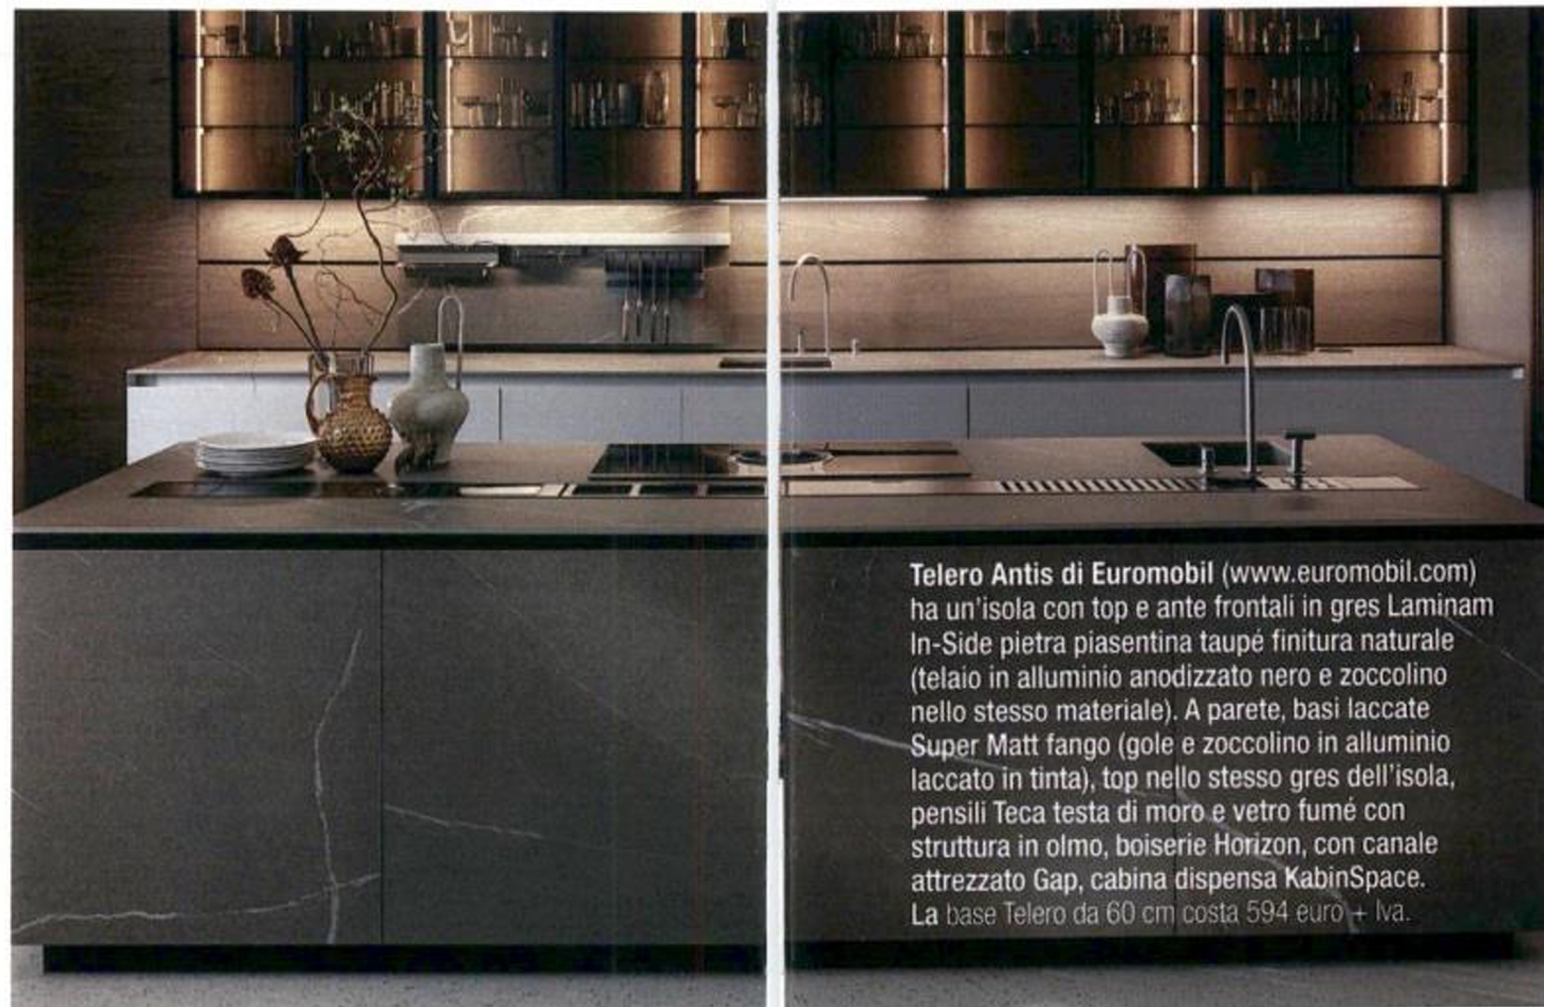 Telero Antis di Euromobil (www.euromobil.com)
ha un'isola con top e ante frontali in gres Laminam
In-Side pietra piasentina taupé finitura naturale
(telaio in alluminio anodizzato nero e zoccolino
nello stesso materiale). A parete, basi laccate
Super Matt fango (gole e zoccolino in alluminio
laccato in tinta), top nello stesso gres dell'isola,
pensili Teca testa di moro e vetro fumé con
struttura in olmo, boiserie Horizon, con canale
attrezzato Gap, cabina dispensa KabinSpace.
La base Telero da 60 cm costa 594 euro + Iva.